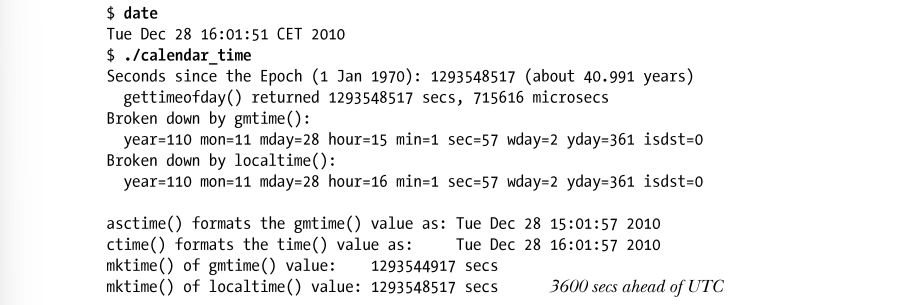 $ date
Tue Dec 28 16:01:51 CET 2010
$ ./calendar_time
Seconds since the Epoch (1 Jan 1970): 1293548517 (about 40.991 years)
  gettimeofday() returned 1293548517 secs, 715616 microsecs
Broken down by gmtime():
  year=110 mon=11 mday=28 hour=15 min=1 sec=57 wday=2 yday=361 isdst=0
Broken down by localtime():
  year=110 mon=11 mday=28 hour=16 min=1 sec=57 wday=2 yday=361 isdst=0

asctime() formats the gmtime() value as: Tue Dec 28 15:01:57 2010
ctime() formats the time() value as:     Tue Dec 28 16:01:57 2010
mktime() of gmtime() value:    1293544917 secs
mktime() of localtime() value: 1293548517 secs     3600 secs ahead of UTC